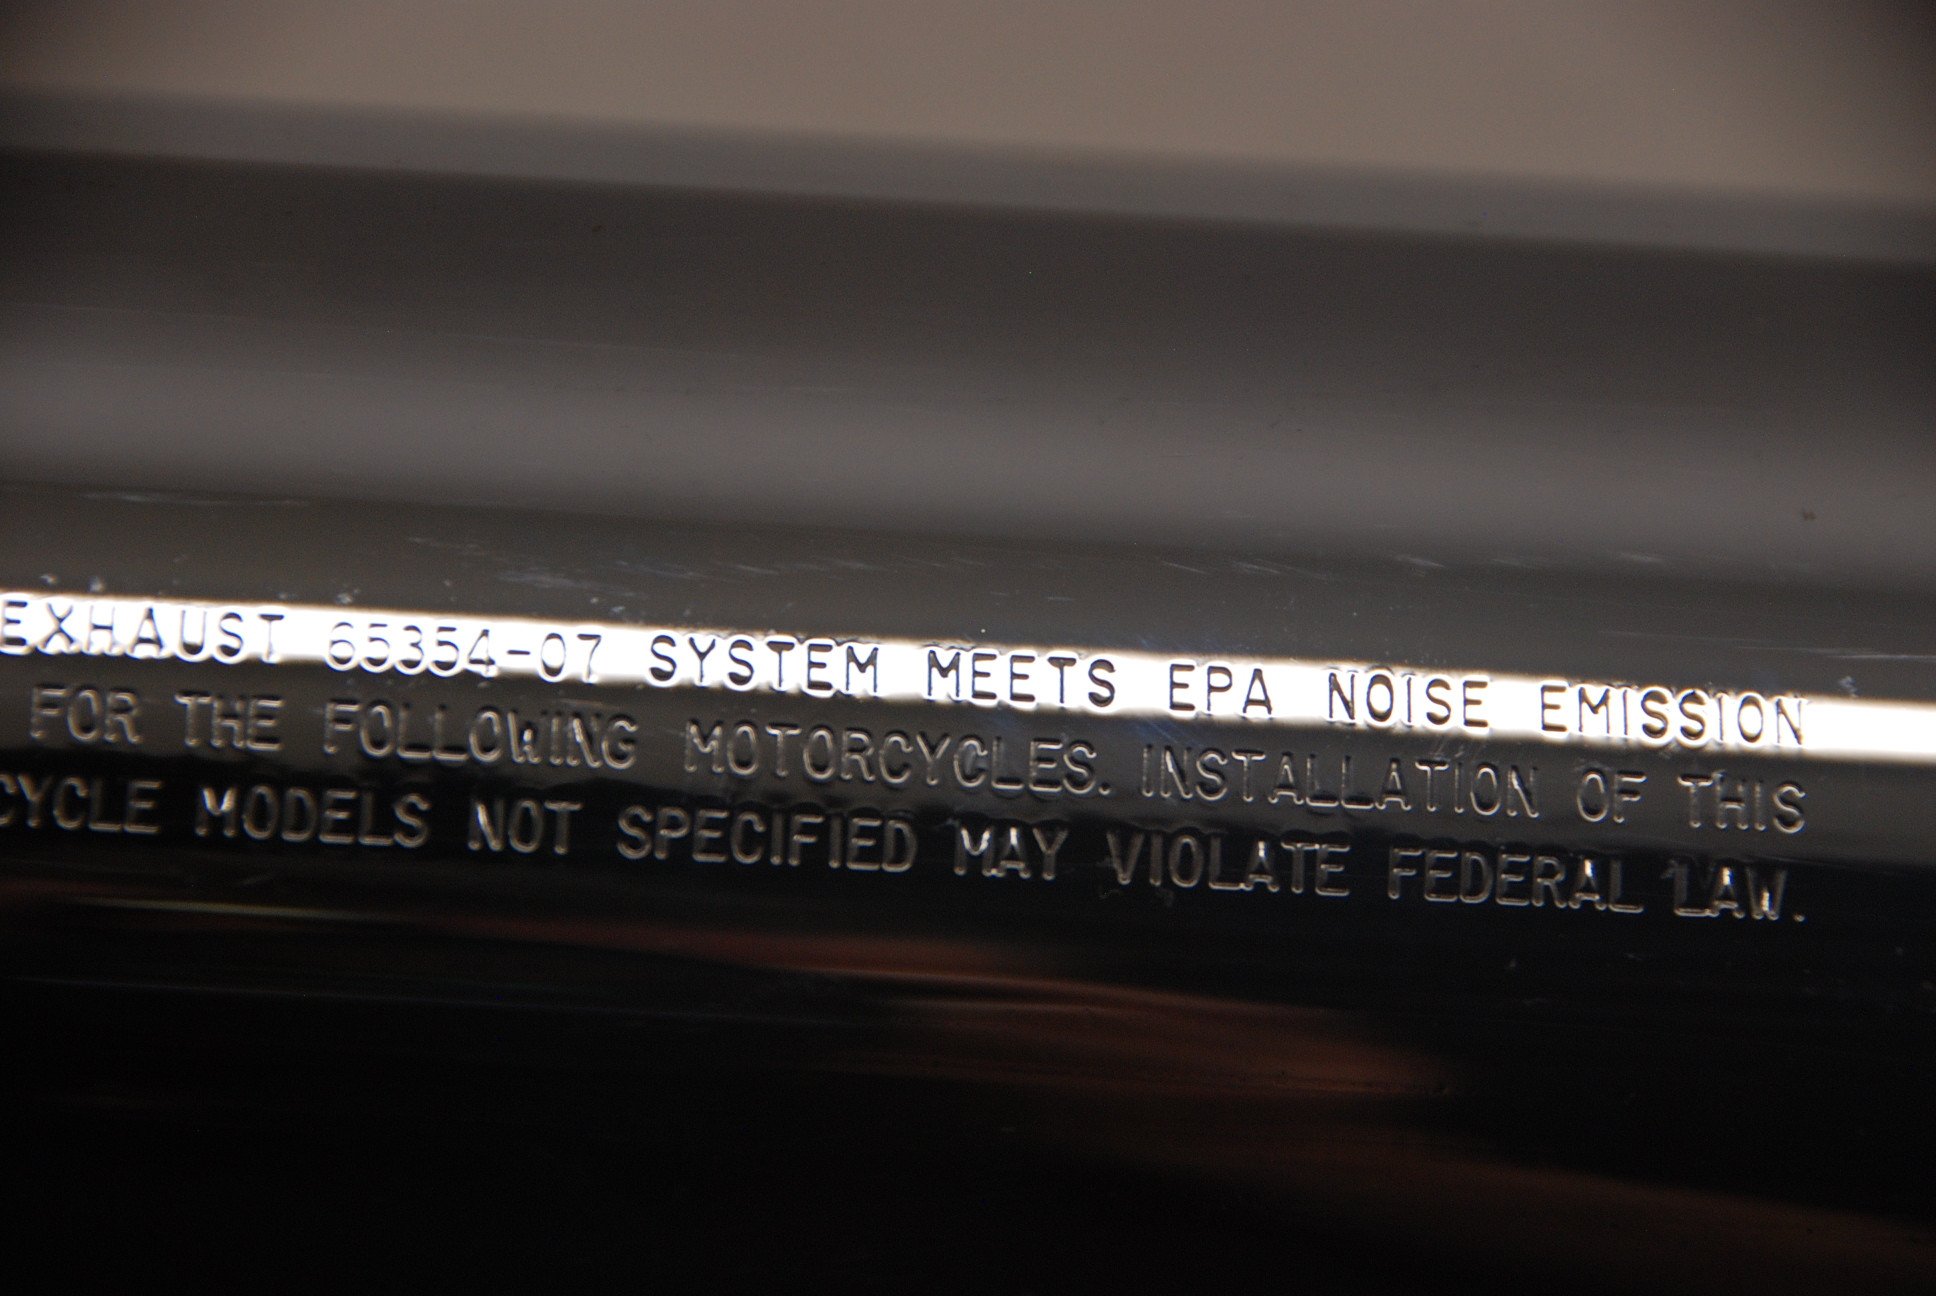 EXHAUST 65354-07 SYSTEM MEETS EPA NOISE EMISSION
FOR THE FOLLOWING MOTORCYCLES. INSTALLATION OF THIS
CYCLE MODELS NOT SPECIFIED MAY VIOLATE FEDERAL LAW.